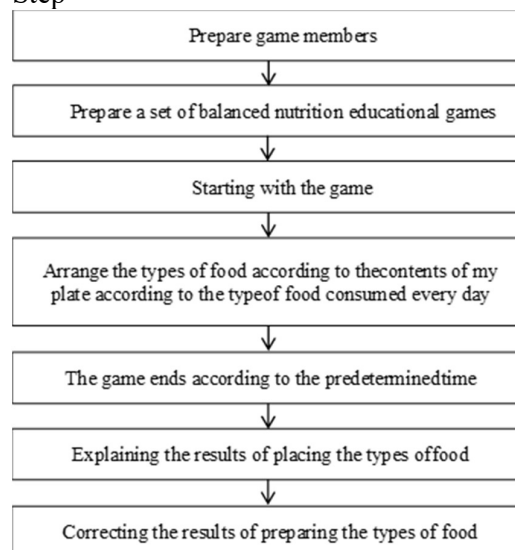 Step
Prepare game members
Prepare a set of balanced nutrition educational games
Starting with the game
Arrange the types of food according to thecontents of my
plate according to the typeof food consumed every day
The game ends according to the predeterminedtime
Explaining the results of placing the types offood
Correcting the results of preparing the types of food